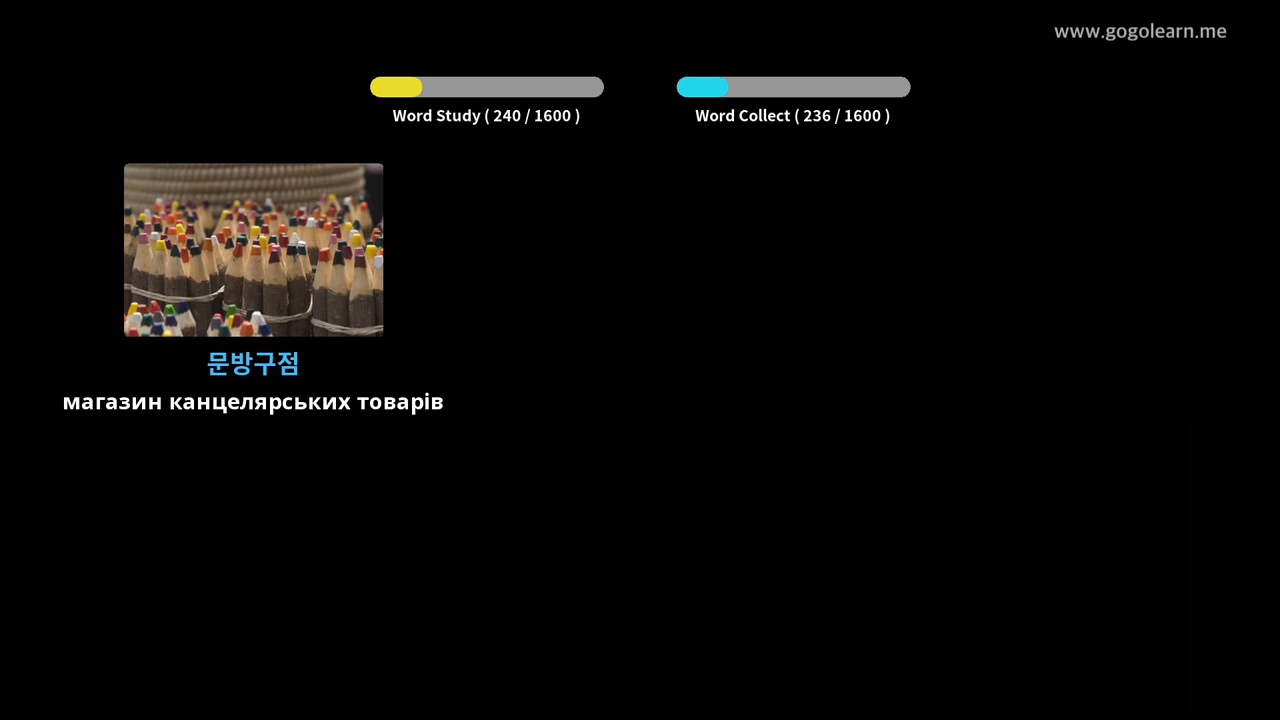 www.gogolearn.me
Word Study ( 240 / 1600 )
Word Collect ( 236 / 1600 )
문방구점
магазин канцелярських товарів